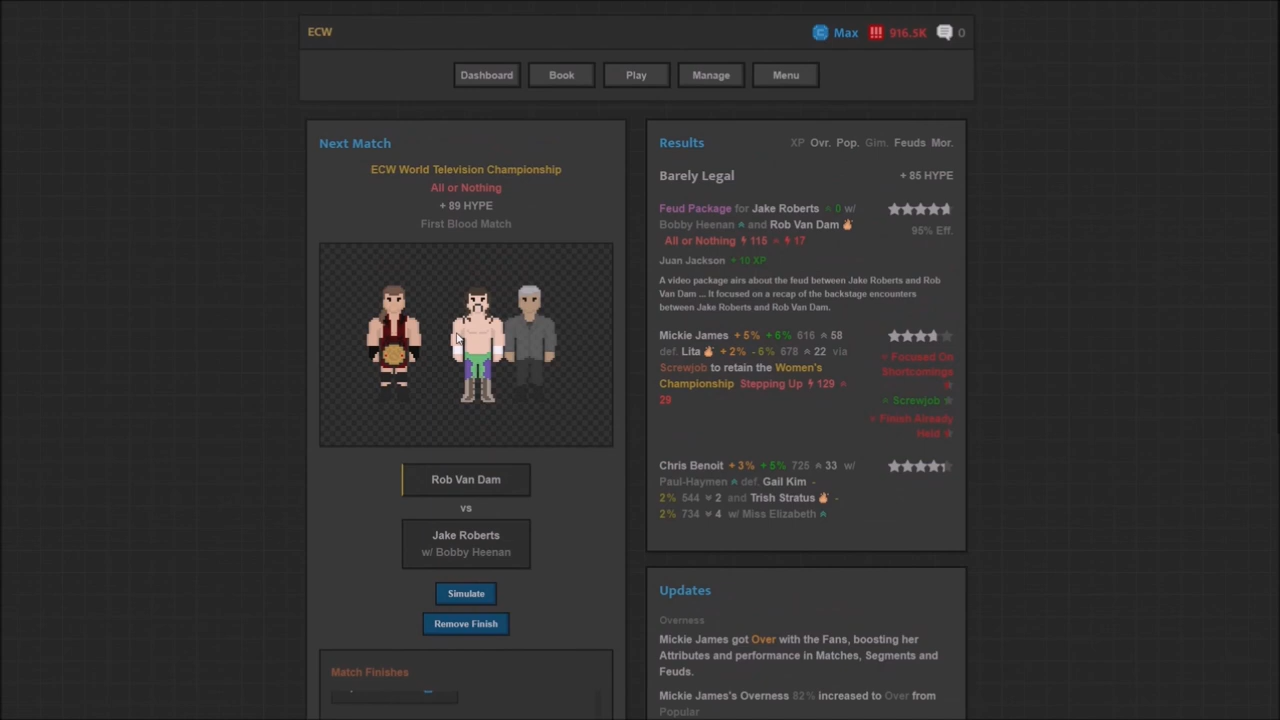 ECW
Max 916.5K 0
Dashboard Book Play Manage Menu
Next Match
ECW World Television Championship
All or Nothing
+ 89 HYPE
First Blood Match
Rob Van Dam
vs
Jake Roberts
w/ Bobby Heenan
Simulate
Remove Finish
Match Finishes
Results XP Ovr. Pop. Gim. Feuds Mor.
Barely Legal + 85 HYPE
Feud Package for Jake Roberts 0 w/
Bobby Heenan and Rob Van Dam
All or Nothing 115 17
95% Eff.
Juan Jackson + 10 XP
A video package airs about the feud between Jake Roberts and Rob
Van Dam ... It focused on a recap of the backstage encounters
between Jake Roberts and Rob Van Dam.
Mickie James + 5% + 6% 616 58
def. Lita + 2% - 6% 678 22 via
Screwjob to retain the Women's
Championship Stepping Up 129
29
Focused On
Shortcomings
Screwjob
Finish Already
Held
Chris Benoit + 3% + 5% 725 33 w/
Paul-Haymen def. Gail Kim -
2% 544 2 and Trish Stratus -
2% 734 4 w/ Miss Elizabeth
Updates
Overness
Mickie James got Over with the Fans, boosting her
Attributes and performance in Matches, Segments and
Feuds.
Mickie James's Overness 82% increased to Over from
Popular